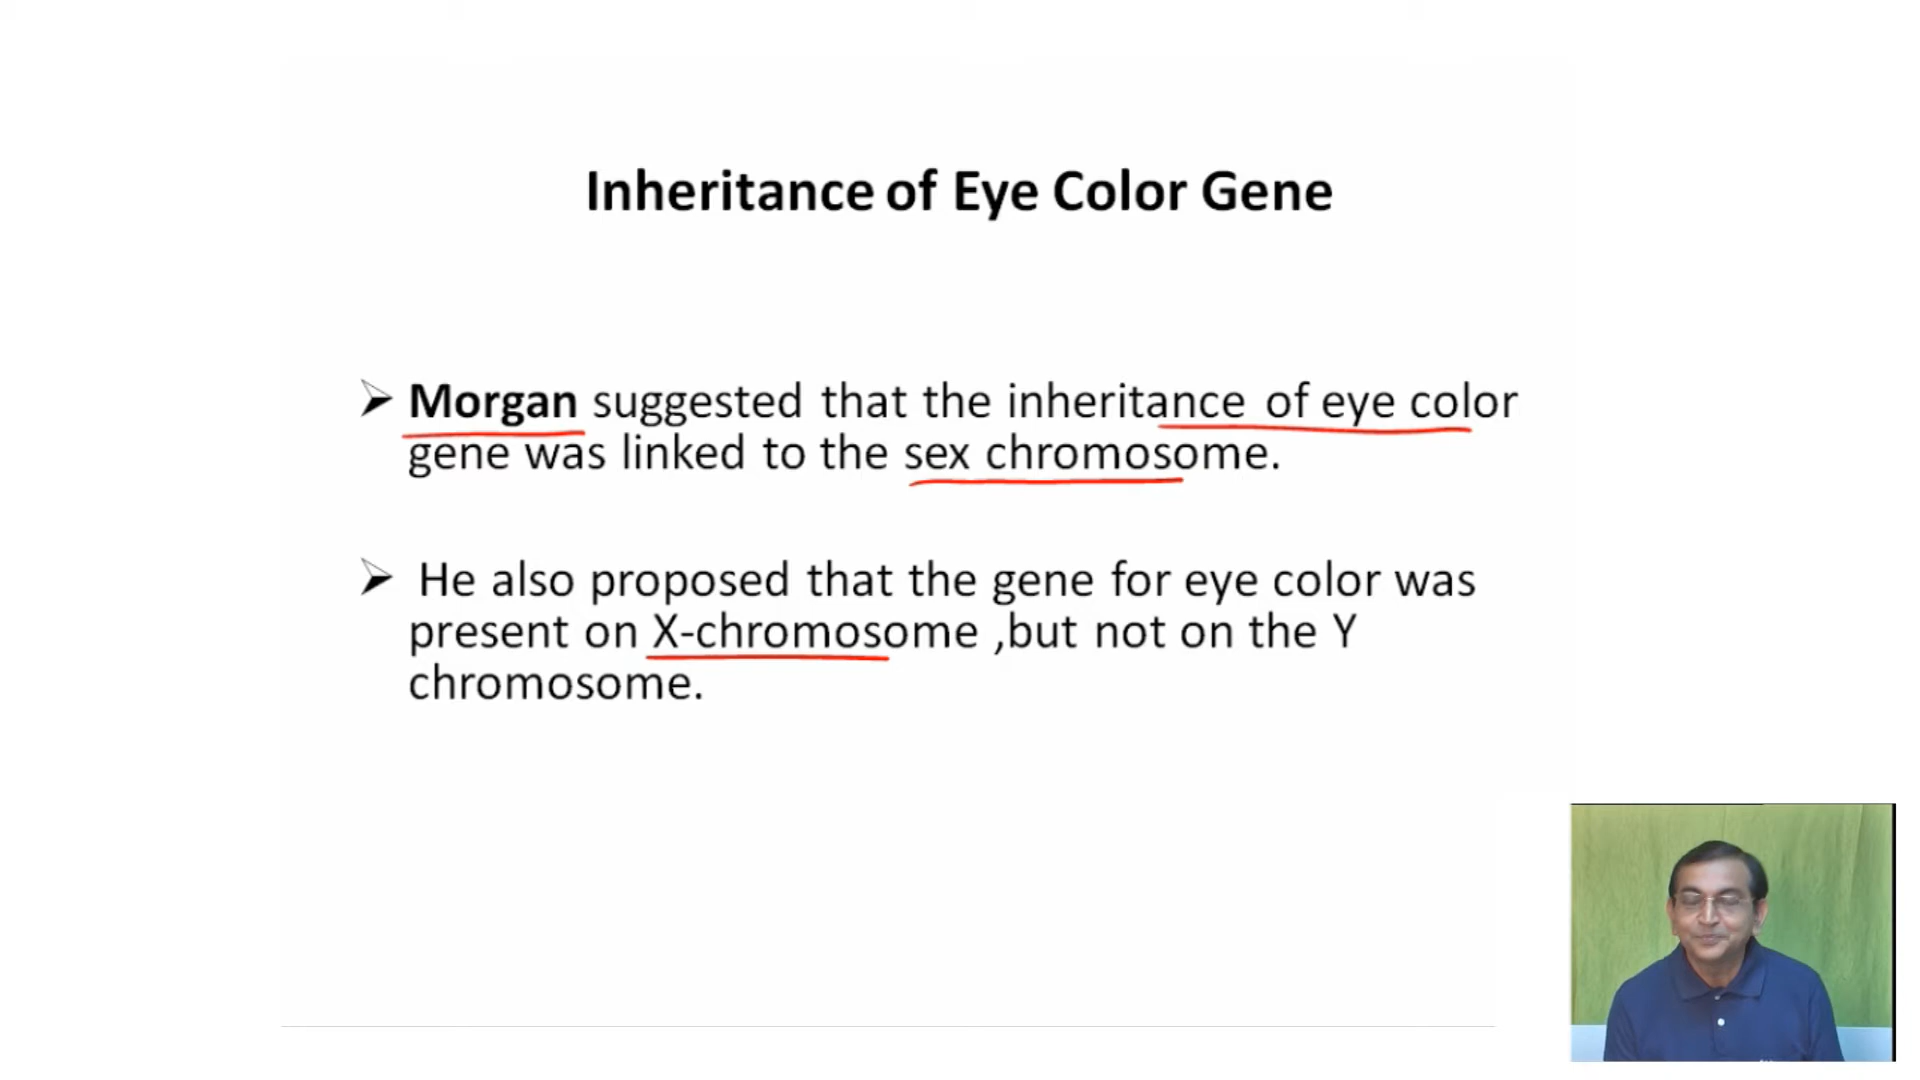 Inheritance of Eye Color Gene
➢ Morgan suggested that the inheritance of eye color
gene was linked to the sex chromosome.
➢ He also proposed that the gene for eye color was
present on X-chromosome ,but not on the Y
chromosome.